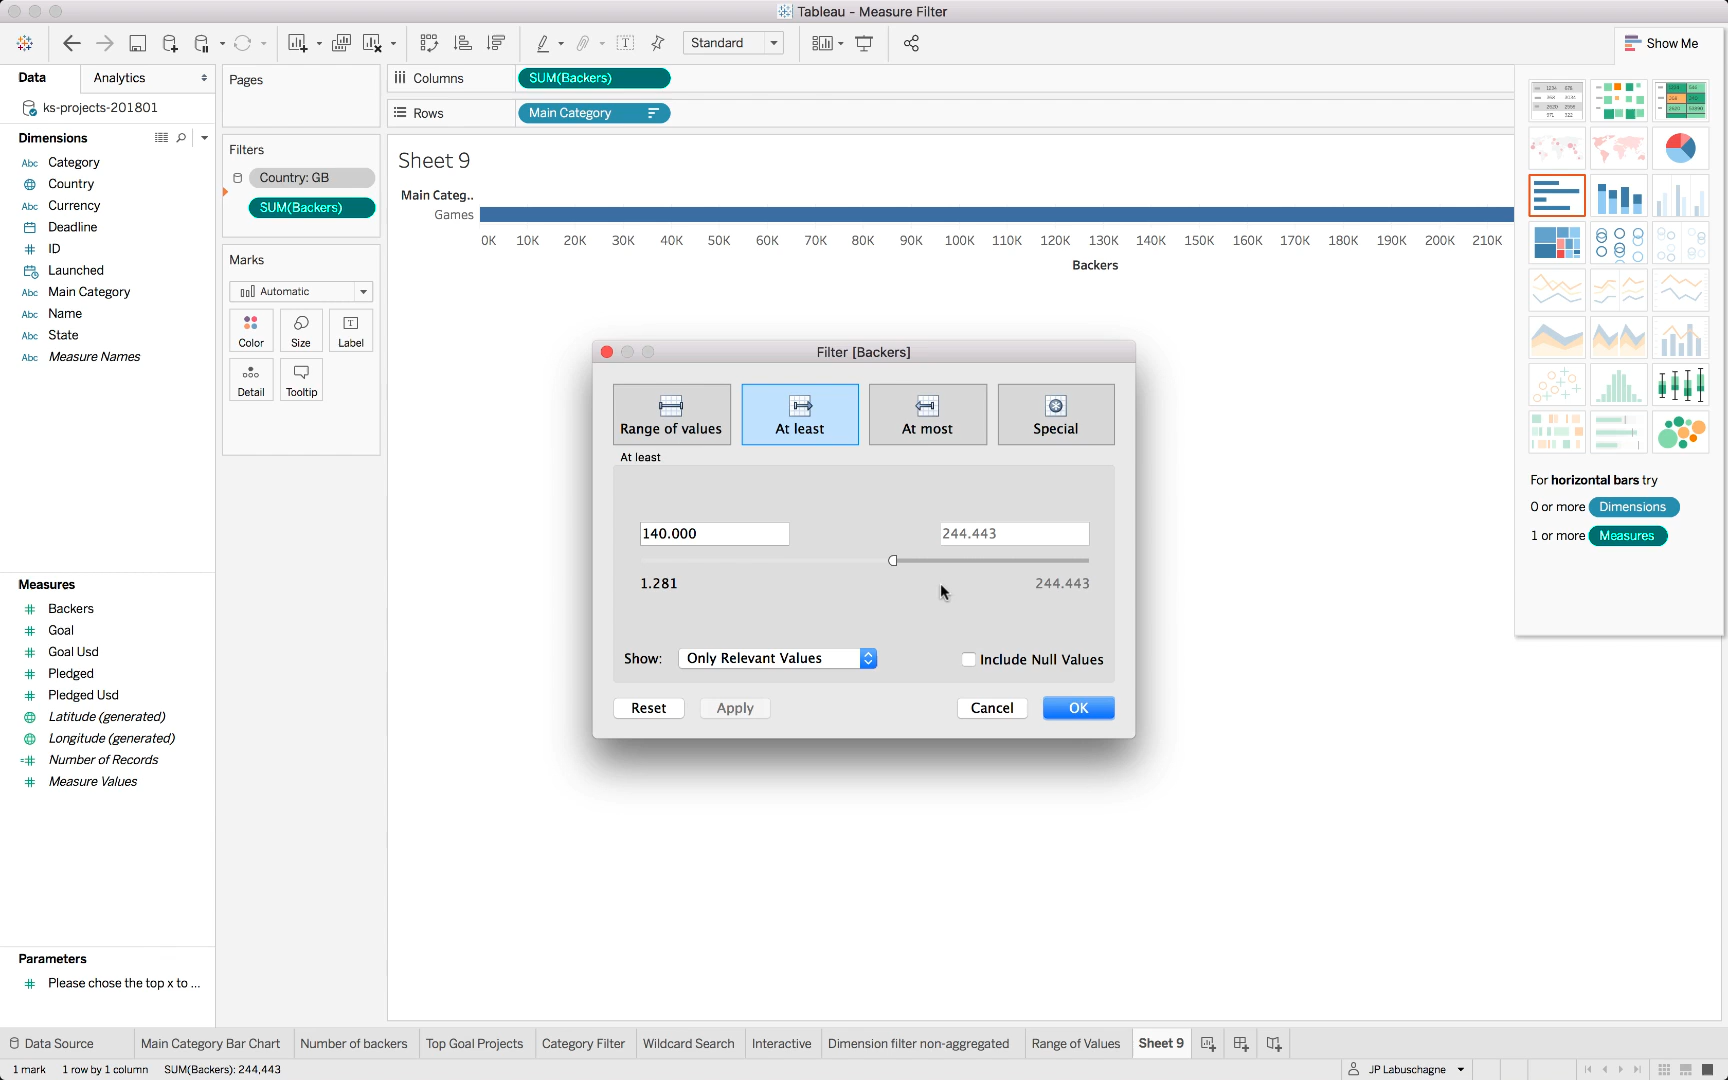 Tableau - Measure Filter
Standard
Show Me
Data
Analytics
Pages
Columns
SUM(Backers)
ks-projects-201801
Rows
Main Category
Dimensions
Filters
Country: GB
SUM(Backers)
Sheet 9
Main Categ..
Games
0K 10K 20K 30K 40K 50K 60K 70K 80K 90K 100K 110K 120K 130K 140K 150K 160K 170K 180K 190K 200K 210K
Backers
Abc Category
Country
Abc Currency
Deadline
ID
Launched
Abc Main Category
Abc Name
Abc State
Abc Measure Names
Marks
Automatic
Color
Size
Label
Detail
Tooltip
Filter [Backers]
Range of values
At least
At most
Special
At least
140.000
244.443
1.281
244.443
Show:
Only Relevant Values
Include Null Values
Reset
Apply
Cancel
OK
For horizontal bars try
0 or more Dimensions
1 or more Measures
Measures
Backers
Goal
Goal Usd
Pledged
Pledged Usd
Latitude (generated)
Longitude (generated)
Number of Records
Measure Values
Parameters
Please chose the top x to ...
Data Source
Main Category Bar Chart
Number of backers
Top Goal Projects
Category Filter
Wildcard Search
Interactive
Dimension filter non-aggregated
Range of Values
Sheet 9
1 mark
1 row by 1 column
SUM(Backers): 244,443
JP Labuschagne